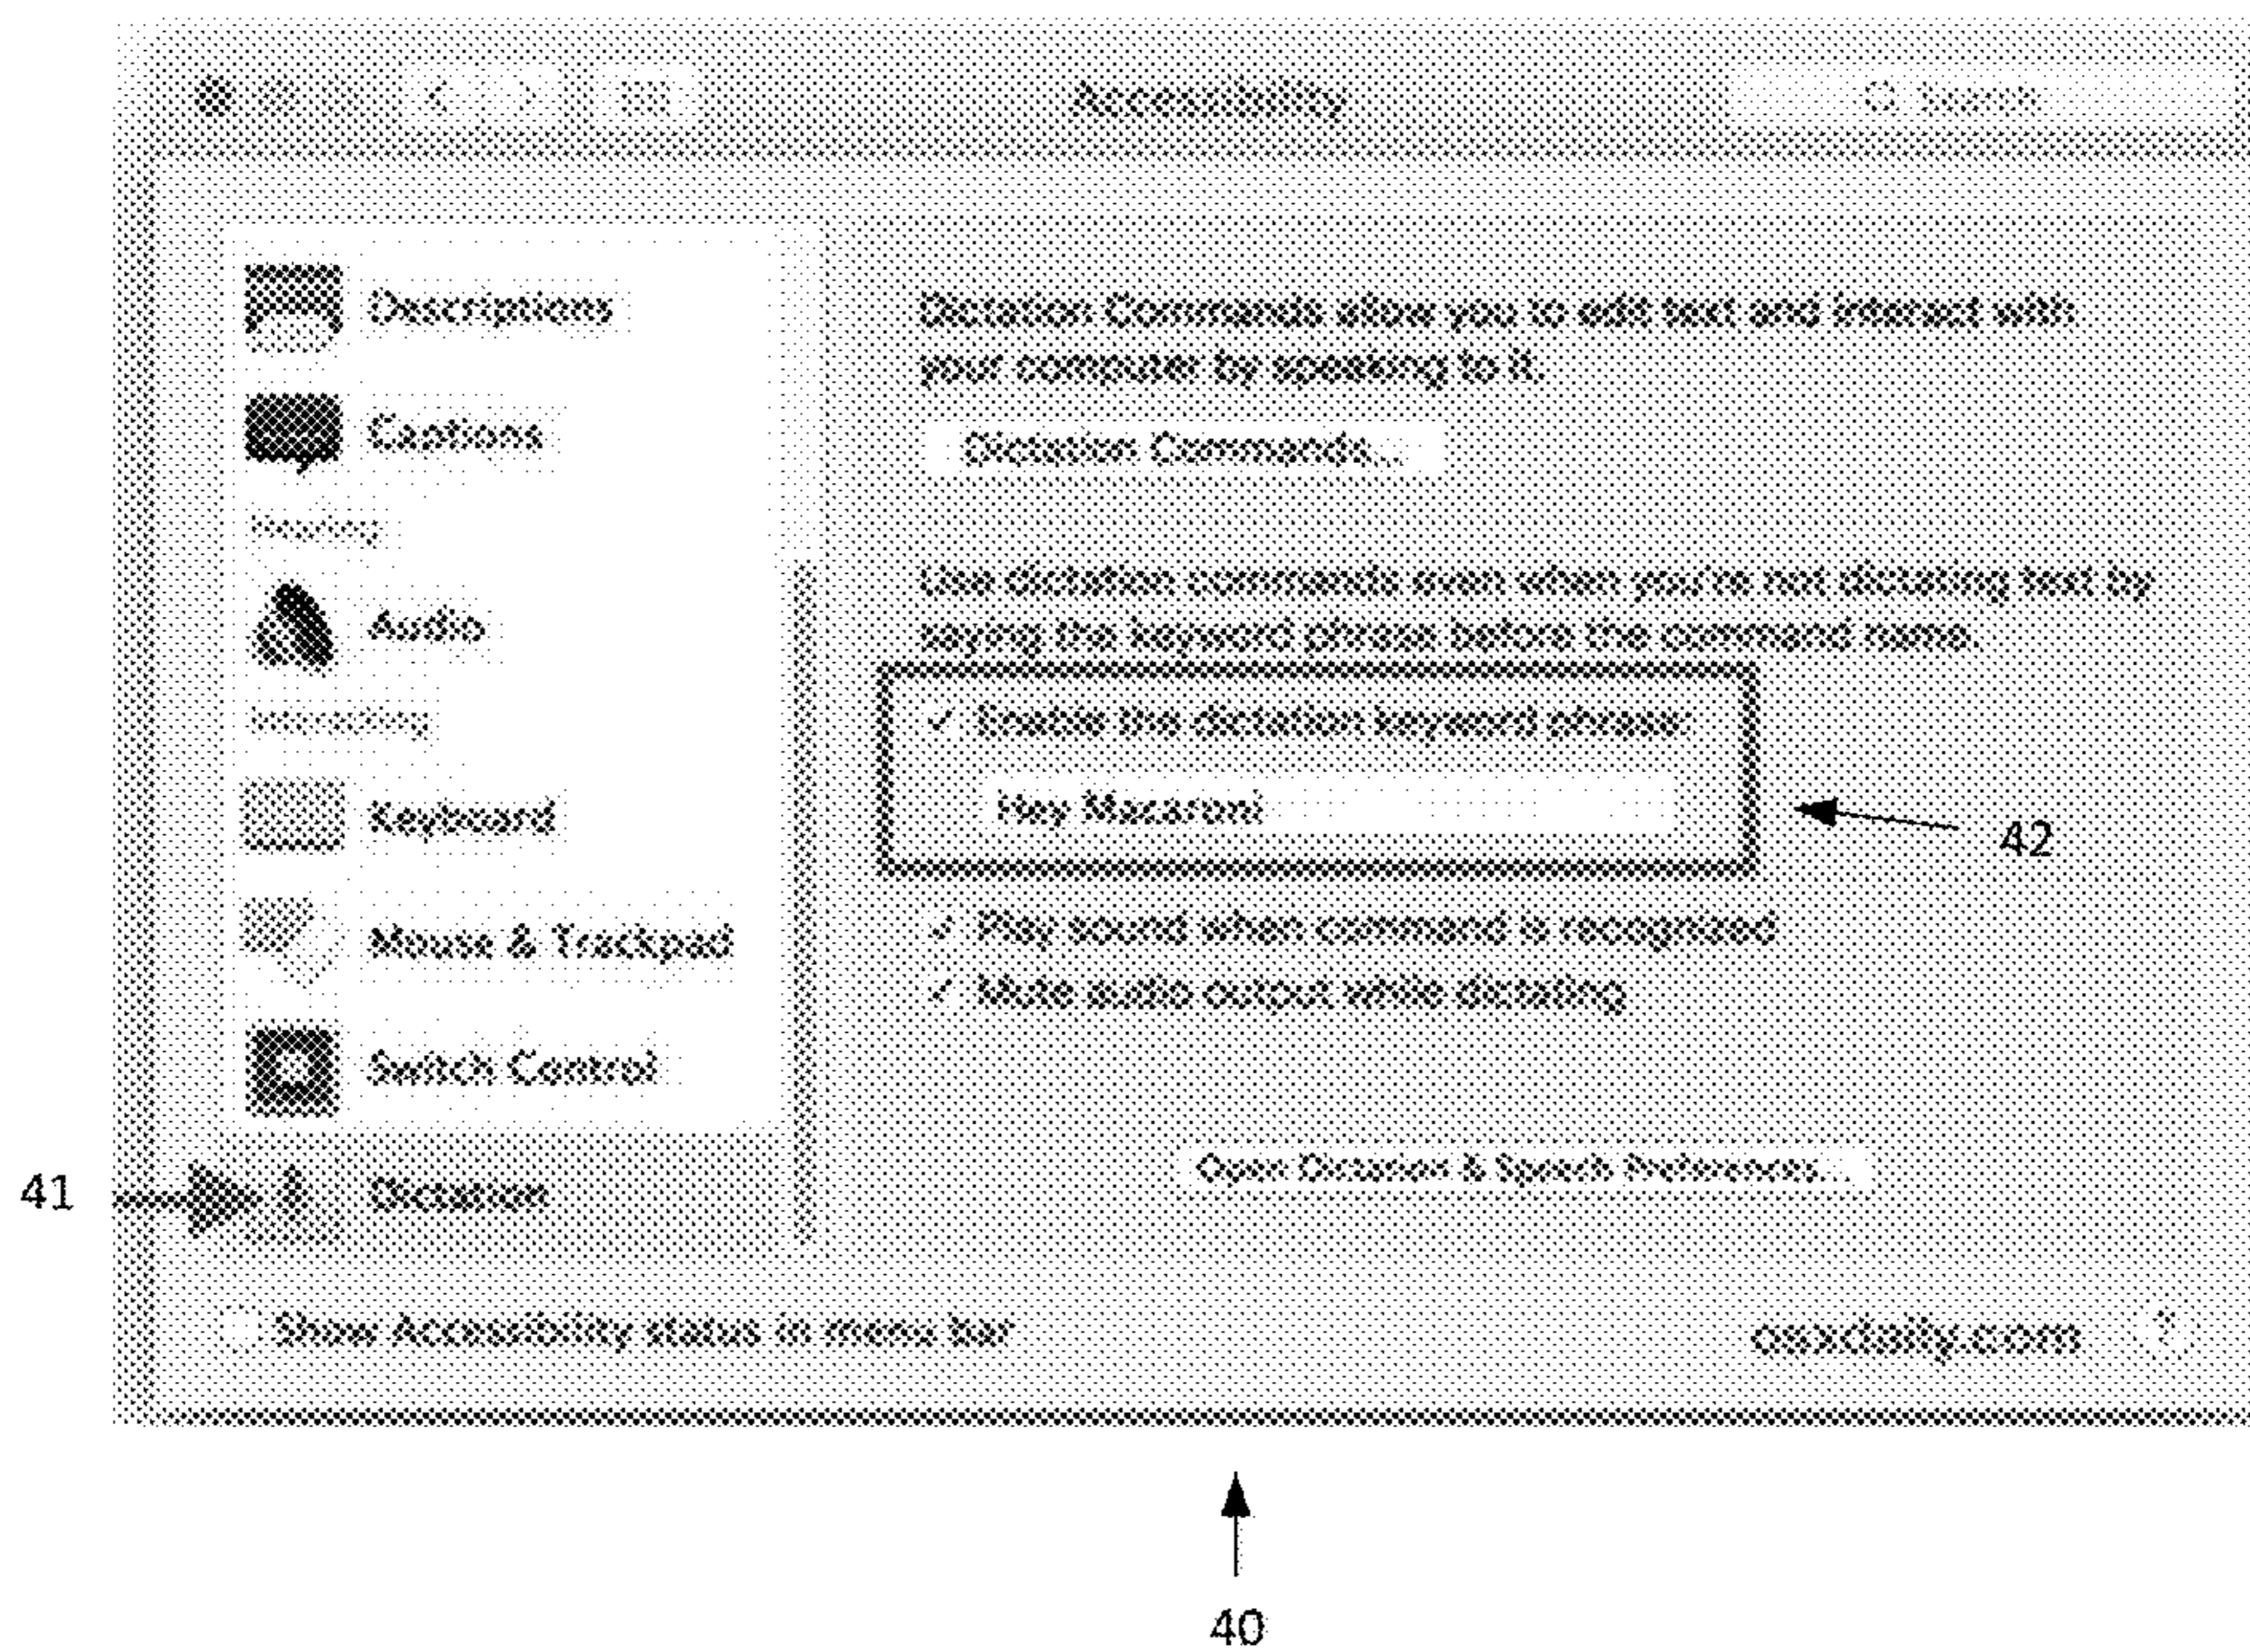 Accessibility
Search
Descriptions
Captions
Hearing
Audio
Interacting
Keyboard
Mouse & Trackpad
Switch Control
Dictation
Dictation Commands allow you to edit text and interact with
your computer by speaking to it.
Dictation Commands...
Use dictation commands even when you're not dictating text by
saying the keyword phrase before the command name.
✓ Enable the dictation keyword phrase:
Hey Macaroni
✓ Play sound when command is recognized
✓ Mute audio output while dictating
Open Dictation & Speech Preferences...
Show Accessibility status in menu bar
osxdaily.com
?
41
42
40